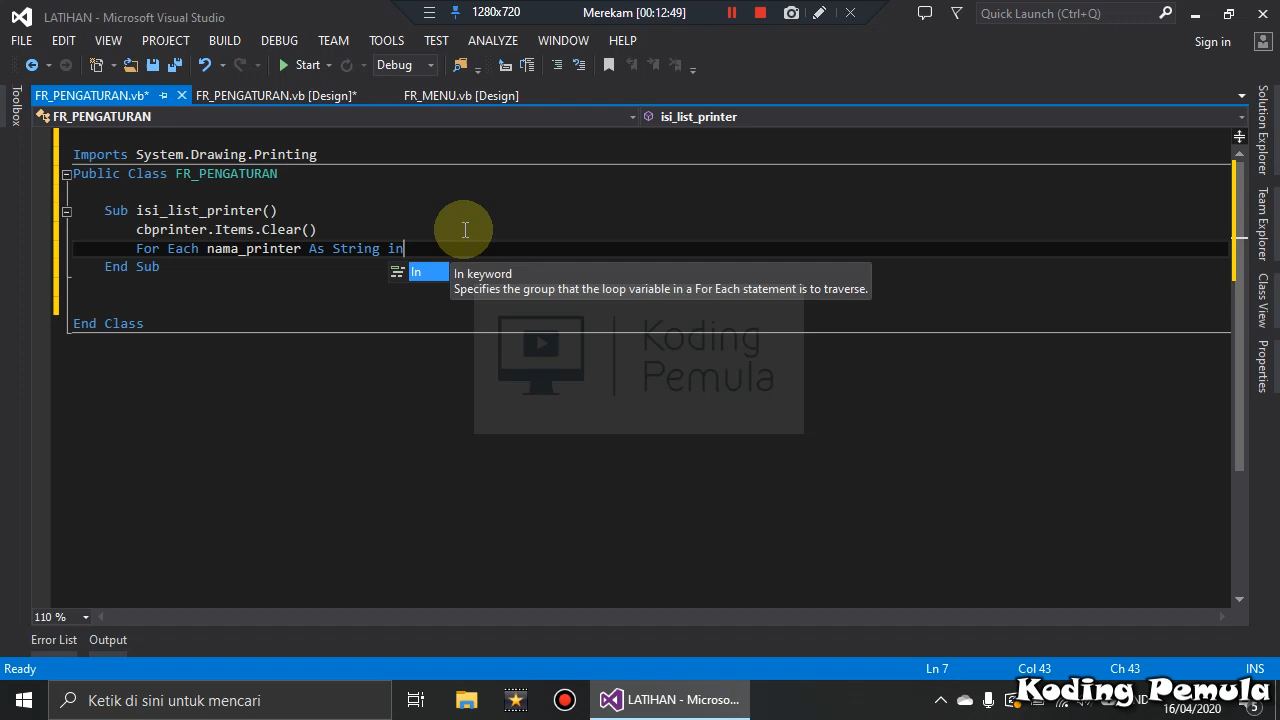 LATIHAN - Microsoft Visual Studio
1280x720
Merekam [00:12:49]
Quick Launch (Ctrl+Q)
FILE EDIT VIEW PROJECT BUILD DEBUG TEAM TOOLS TEST ANALYZE WINDOW HELP
Sign in
Start
Debug
FR_PENGATURAN.vb*
FR_PENGATURAN.vb [Design]*
FR_MENU.vb [Design]
FR_PENGATURAN
isi_list_printer
Toolbox
Solution Explorer
Team Explorer
Class View
Properties
Imports System.Drawing.Printing
Public Class FR_PENGATURAN
Sub isi_list_printer()
cbprinter.Items.Clear()
For Each nama_printer As String in
End Sub
End Class
In
In keyword
Specifies the group that the loop variable in a For Each statement is to traverse.
Koding
Pemula
110 %
Error List Output
Ready
Ln 7
Col 43
Ch 43
INS
Ketik di sini untuk mencari
LATIHAN - Microso...
16/04/2020
5
Koding Pemula